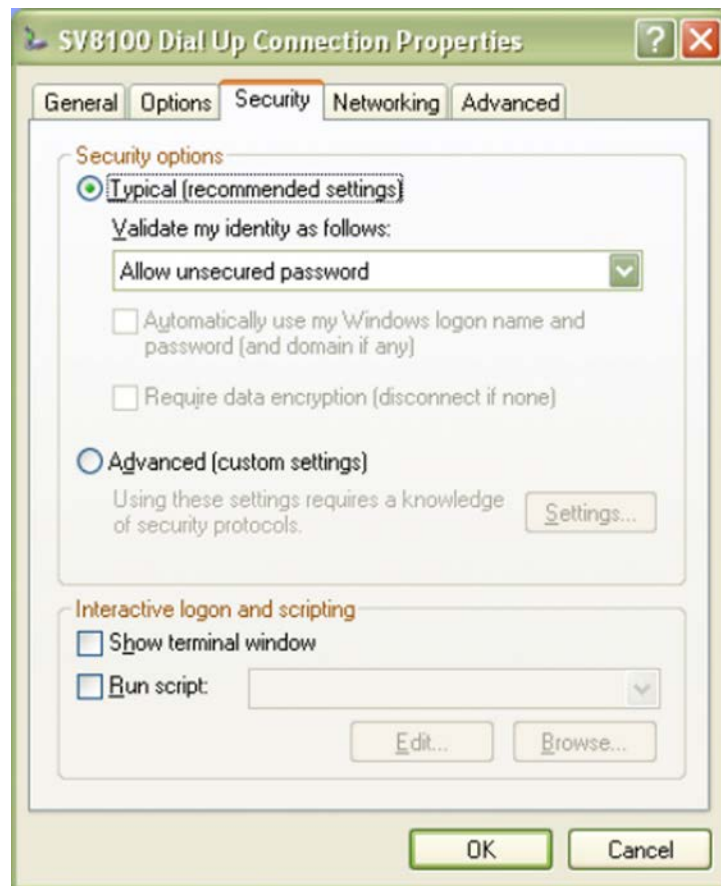 SV8100 Dial Up Connection Properties
General Options Security Networking Advanced
Security options
Typical (recommended settings)
Validate my identity as follows:
Allow unsecured password
Automatically use my Windows logon name and
password (and domain if any)
Require data encryption (disconnect if none)
Advanced (custom settings)
Using these settings requires a knowledge
of security protocols.
Settings...
Interactive logon and scripting
Show terminal window
Run script:
Edit... Browse...
OK Cancel